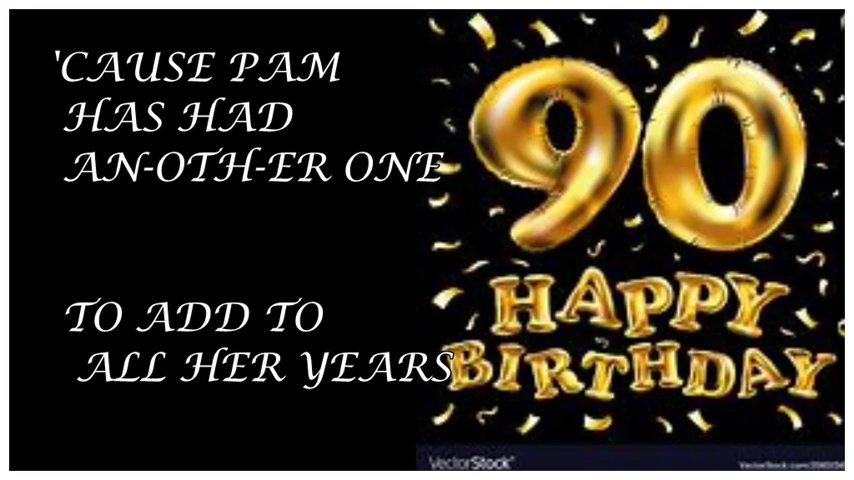 'CAUSE PAM
HAS HAD
AN-OTH-ER ONE
TO ADD TO
ALL HER YEARS
90
HAPPY
BIRTHDAY
VectorStock